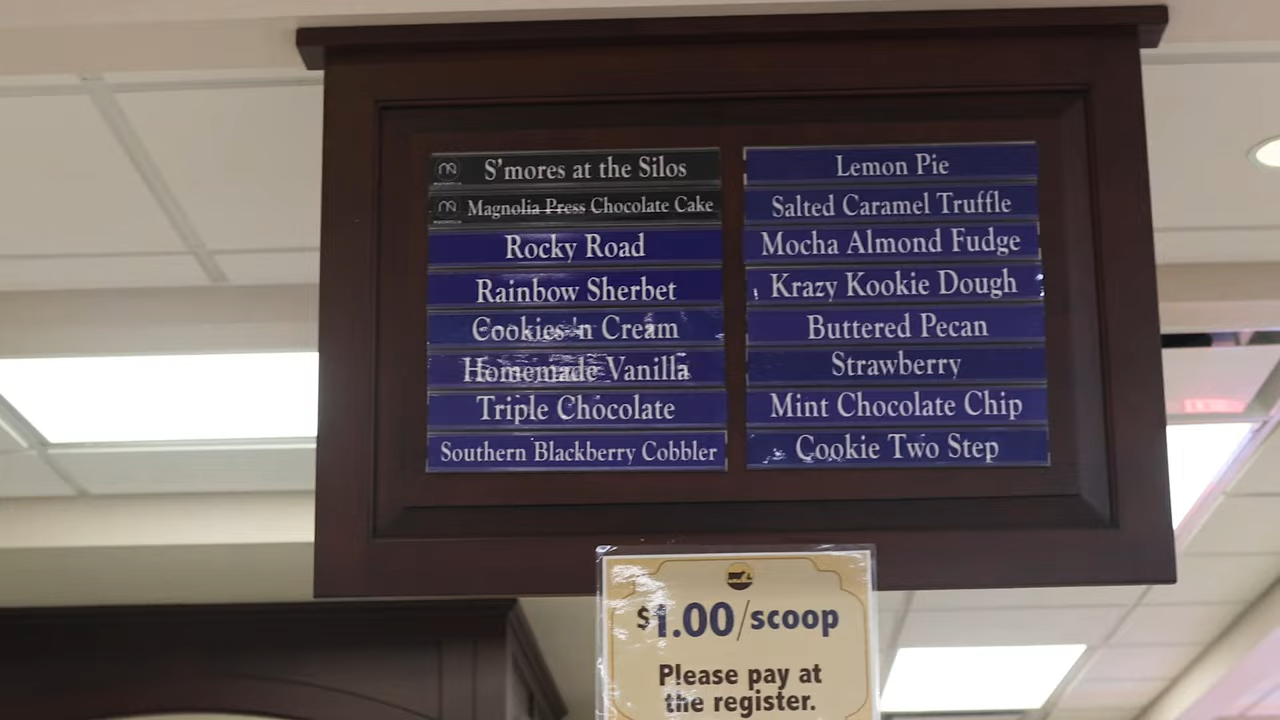 S'mores at the Silos
Magnolia Press Chocolate Cake
Rocky Road
Rainbow Sherbet
Cookies 'n Cream
Homemade Vanilla
Triple Chocolate
Southern Blackberry Cobbler
Lemon Pie
Salted Caramel Truffle
Mocha Almond Fudge
Krazy Kookie Dough
Buttered Pecan
Strawberry
Mint Chocolate Chip
Cookie Two Step
$1.00/scoop
Please pay at
the register.